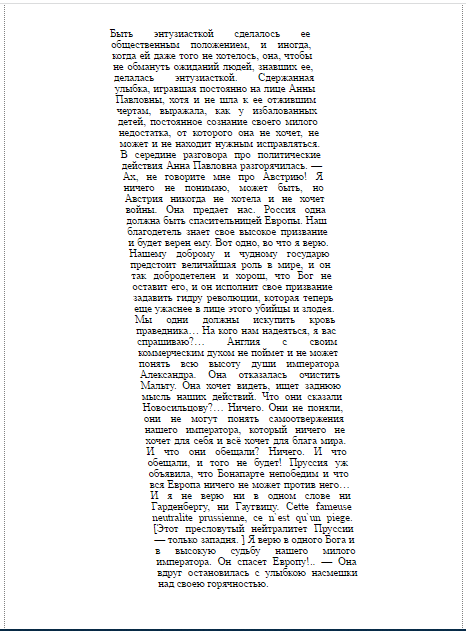 Быть энтузиасткой сделалось ее
общественным положением, и иногда,
когда ей даже того не хотелось, она, чтобы
не обмануть ожиданий людей, знавших ее,
делалась энтузиасткой. Сдержанная
улыбка, игравшая постоянно на лице Анны
Павловны, хотя и не шла к ее отжившим
чертам, выражала, как у избалованных
детей, постоянное сознание своего милого
недостатка, от которого она не хочет, не
может и не находит нужным исправляться.
В середине разговора про политические
действия Анна Павловна разгорячилась. —
Ах, не говорите мне про Австрию! Я
ничего не понимаю, может быть, но
Австрия никогда не хотела и не хочет
войны. Она предает нас. Россия одна
должна быть спасительницей Европы. Наш
благодетель знает свое высокое призвание
и будет верен ему. Вот одно, во что я верю.
Нашему доброму и чудному государю
предстоит величайшая роль в мире, и он
так добродетелен и хорош, что Бог не
оставит его, и он исполнит свое призвание
задавить гидру революции, которая теперь
еще ужаснее в лице этого убийцы и злодея.
Мы одни должны искупить кровь
праведника… На кого нам надеяться, я вас
спрашиваю?… Англия с своим
коммерческим духом не поймет и не может
понять всю высоту души императора
Александра. Она отказалась очистить
Мальту. Она хочет видеть, ищет заднюю
мысль наших действий. Что они сказали
Новосильцову?… Ничего. Они не поняли,
они не могут понять самоотвержения
нашего императора, который ничего не
хочет для себя и всё хочет для блага мира.
И что они обещали? Ничего. И что
обещали, и того не будет! Пруссия уж
объявила, что Бонапарте непобедим и что
вся Европа ничего не может против него…
И я не верю ни в одном слове ни
Гарденбергу, ни Гаугвицу. Cette fameuse
neutralite prussienne, ce n'est qu'un piege.
[Этот пресловутый нейтралитет Пруссии
— только западня. ] Я верю в одного Бога и
в высокую судьбу нашего милого
императора. Он спасет Европу!.. — Она
вдруг остановилась с улыбкою насмешки
над своею горячностью.